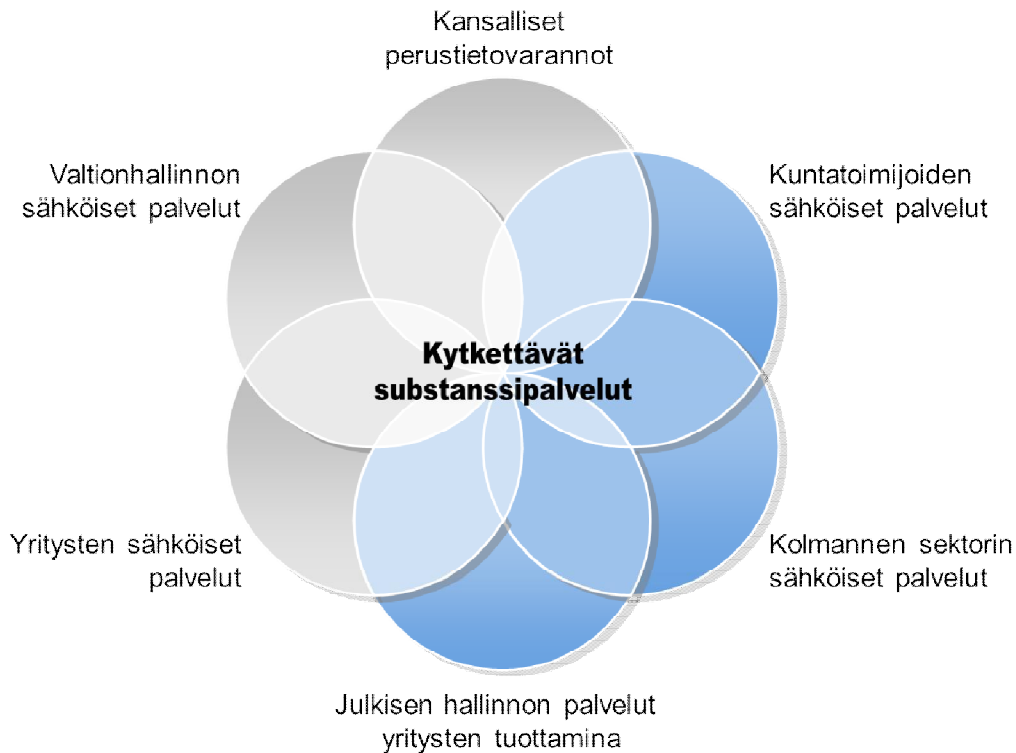 Kansalliset
perustietovarannot
Valtionhallinnon
sähköiset palvelut
Kuntatoimijoiden
sähköiset palvelut
Kytkettävät
substanssipalvelut
Yritysten sähköiset
palvelut
Kolmannen sektorin
sähköiset palvelut
Julkisen hallinnon palvelut
yritysten tuottamina